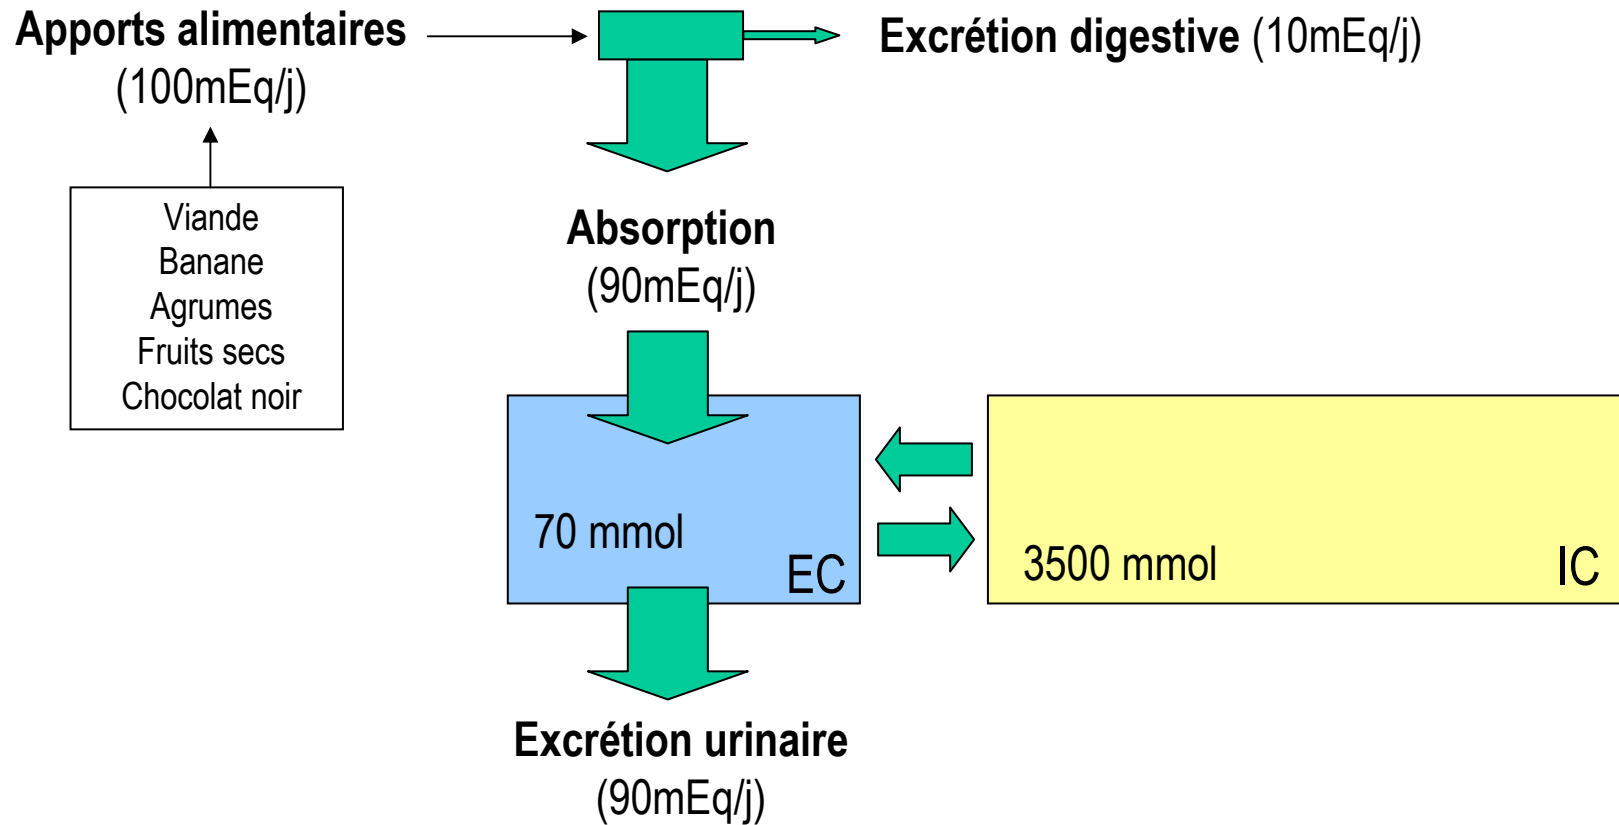 Apports alimentaires
(100mEq/j)
Excrétion digestive (10mEq/j)
Viande
Banane
Agrumes
Fruits secs
Chocolat noir
Absorption
(90mEq/j)
70 mmol
EC
3500 mmol
IC
Excrétion urinaire
(90mEq/j)